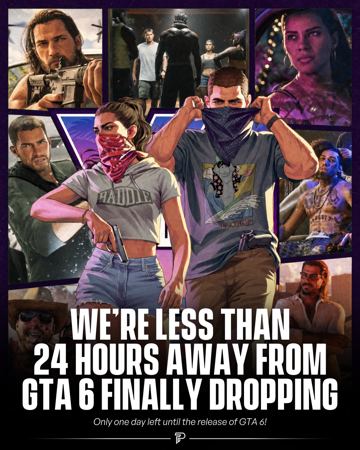 WE'RE LESS THAN
24 HOURS AWAY FROM
GTA 6 FINALLY DROPPING
Only one day left until the release of GTA 6!